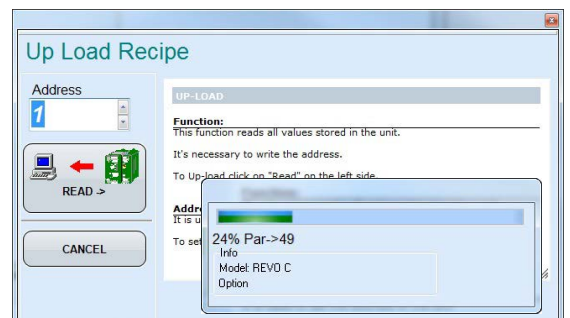 Up Load Recipe
Address
1
READ ->
CANCEL
UP-LOAD
Function:
This function reads all values stored in the unit.
It's necessary to write the address.
To Up-load click on "Read" on the left side.
It is
To
24% Par->49
Info
Model: REVO C
Option